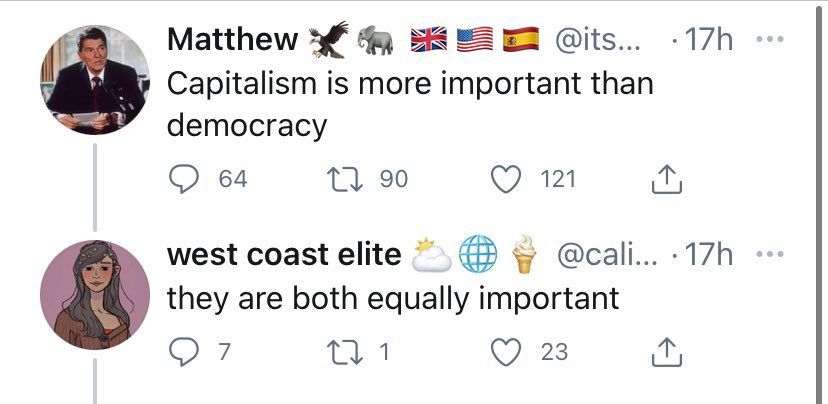 Matthew 🦅🐘 🇬🇧 🇺🇸 🇪🇸 @its... · 17h
Capitalism is more important than
democracy
64 90 121
west coast elite ⛅🌐🍦 @cali... · 17h
they are both equally important
7 1 23